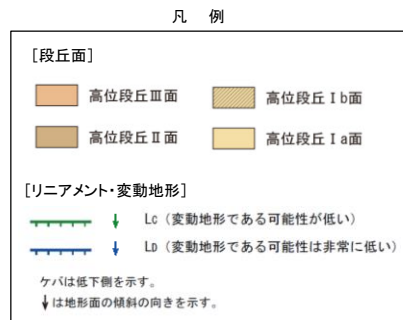 凡 例
[段丘面]
高位段丘Ⅲ面
高位段丘Ⅰb面
高位段丘Ⅱ面
高位段丘Ⅰa面
[リニアメント・変動地形]
Lc（変動地形である可能性が低い）
LD（変動地形である可能性は非常に低い）
ケバは低下側を示す。
↓は地形面の傾斜の向きを示す。